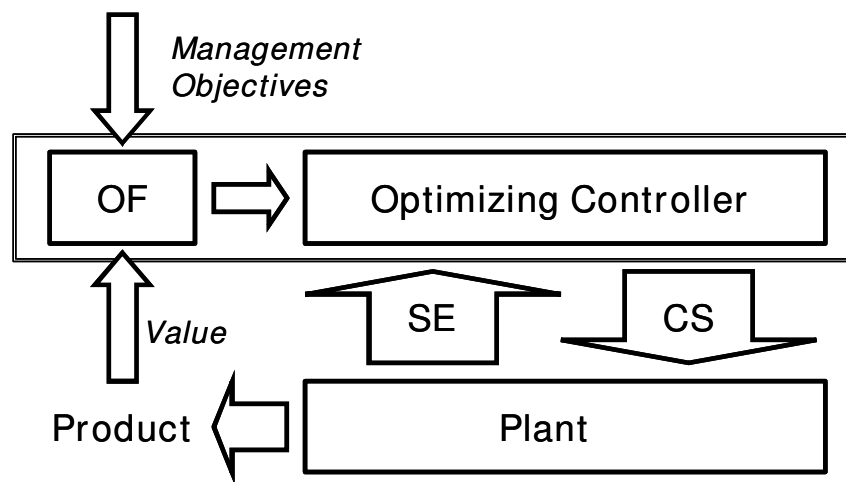 Management
Objectives
OF
Optimizing Controller
SE
CS
Value
Product
Plant